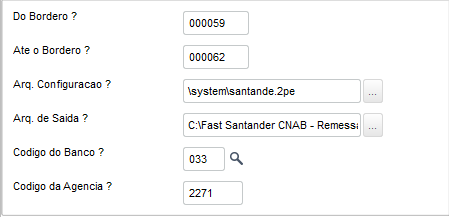 Do Bordero ? 000059
Ate o Bordero ? 000062
Arq. Configuracao ? \system\santande.2pe ...
Arq. de Saida ? C:\Fast Santander CNAB - Remessa ...
Codigo do Banco ? 033
Codigo da Agencia ? 2271